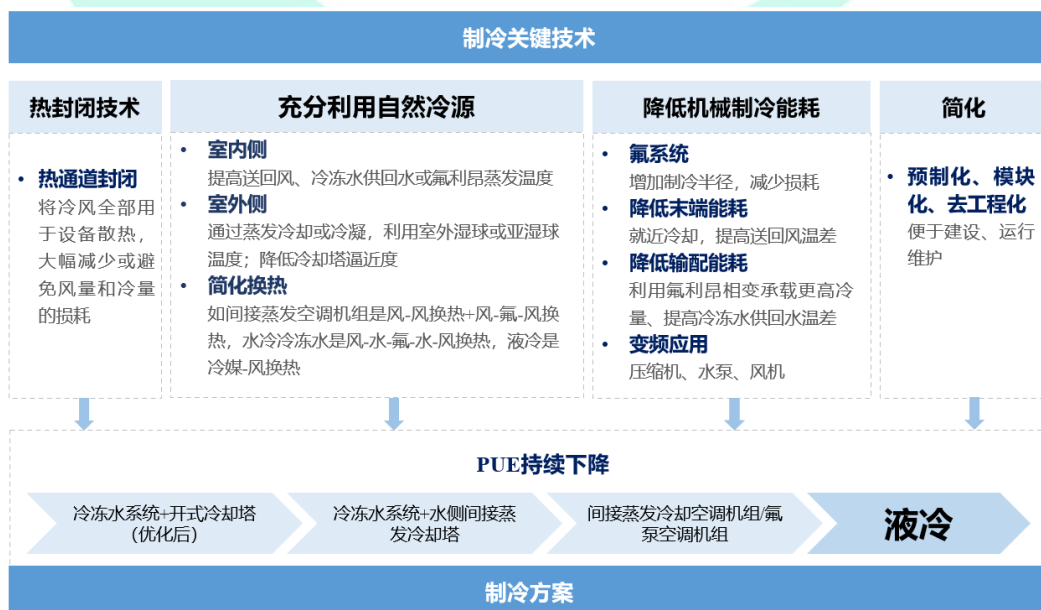 制冷关键技术
热封闭技术
• 热通道封闭
将冷风全部用
于设备散热，
大幅减少或避
免风量和冷量
的损耗
充分利用自然冷源
• 室内侧
提高送回风、冷冻水供回水或氟利昂蒸发温度
• 室外侧
通过蒸发冷却或冷凝，利用室外湿球或亚湿球
温度；降低冷却塔逼近度
• 简化换热
如间接蒸发空调机组是风-风换热+风-氟-风换
热，水冷冷冻水是风-水-氟-水-风换热，液冷是
冷媒-风换热
降低机械制冷能耗
• 氟系统
增加制冷半径，减少损耗
• 降低末端能耗
就近冷却，提高送回风温差
• 降低输配能耗
利用氟利昂相变承载更高冷
量、提高冷冻水供回水温差
• 变频应用
压缩机、水泵、风机
简化
• 预制化、模块
化、去工程化
便于建设、运行
维护
PUE持续下降
冷冻水系统+开式冷却塔
（优化后）
冷冻水系统+水侧间接蒸
发冷却塔
间接蒸发冷却空调机组/氟
泵空调机组
液冷
制冷方案